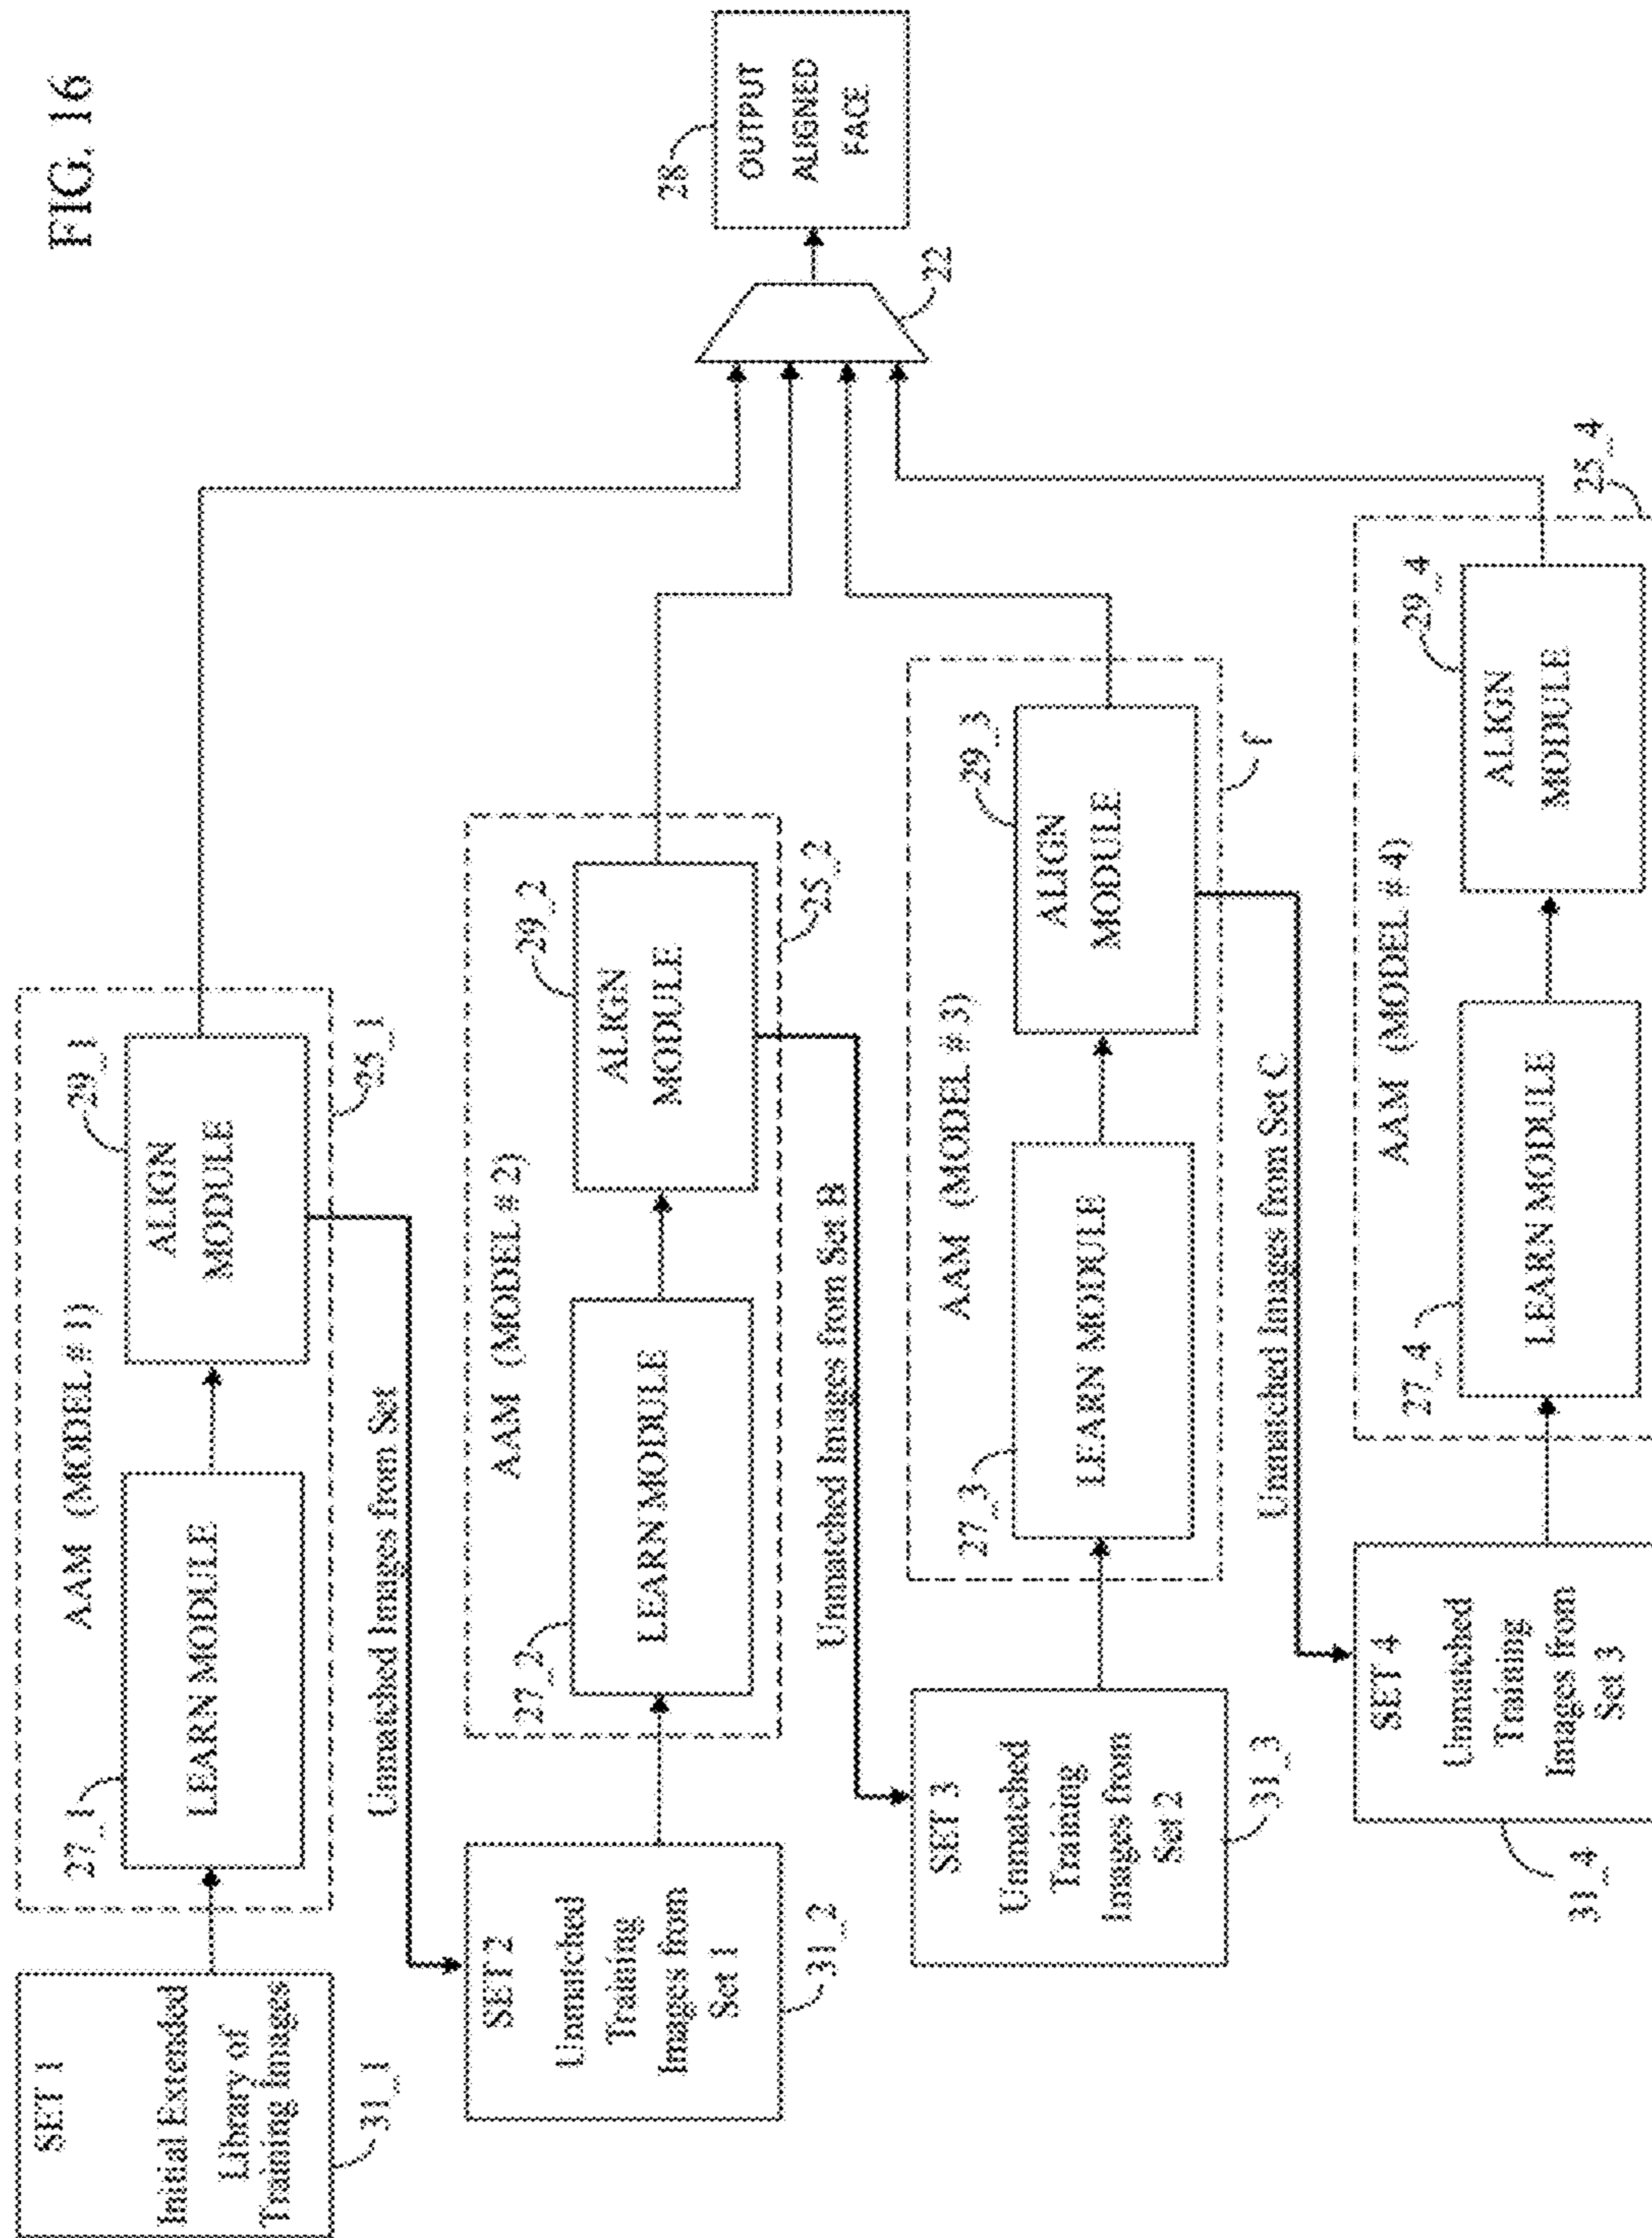 FIG. 16
SET 1
Initial Extended
Library of
Training Images
31_1
AAM (MODEL # 1)
27_1
LEARN MODULE
29_1
ALIGN
MODULE
25_1
Unmatched Images from Set
SET 2
Unmatched
Training
Images from
Set 1
31_2
AAM (MODEL # 2)
27_2
LEARN MODULE
29_2
ALIGN
MODULE
25_2
Unmatched Images from Set B
SET 3
Unmatched
Training
Images from
Set 2
31_3
AAM (MODEL # 3)
27_3
LEARN MODULE
29_3
ALIGN
MODULE
f
Unmatched Images from Set C
SET 4
Unmatched
Training
Images from
Set 3
31_4
AAM (MODEL # 4)
27_4
LEARN MODULE
29_4
ALIGN
MODULE
25_4
22
28
OUTPUT
ALIGNED
FACE